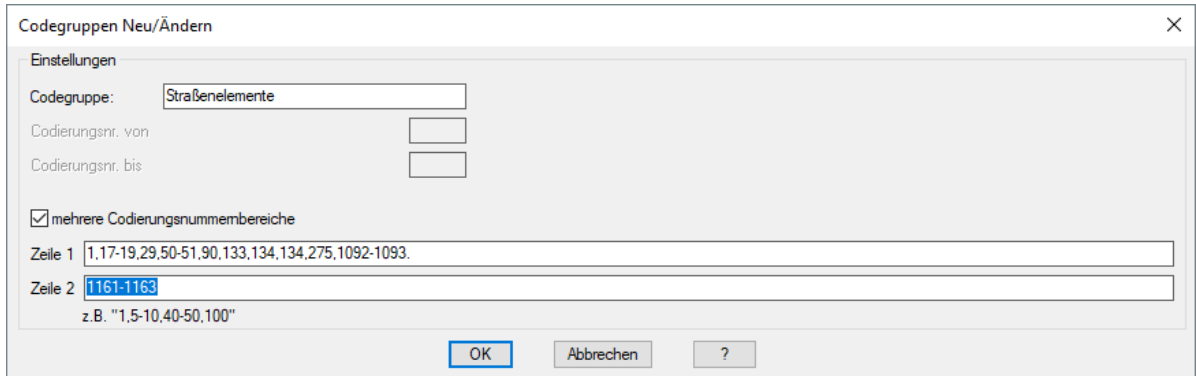 Codegruppen Neu/Ändern
Einstellungen
Codegruppe: Straßenelemente
Codierungsnr. von
Codierungsnr. bis
mehrere Codierungsnummernbereiche
Zeile 1 1,17-19,29,50-51,90,133,134,134,275,1092-1093.
Zeile 2 1161-1163
z.B. "1,5-10,40-50,100"
OK Abbrechen ?